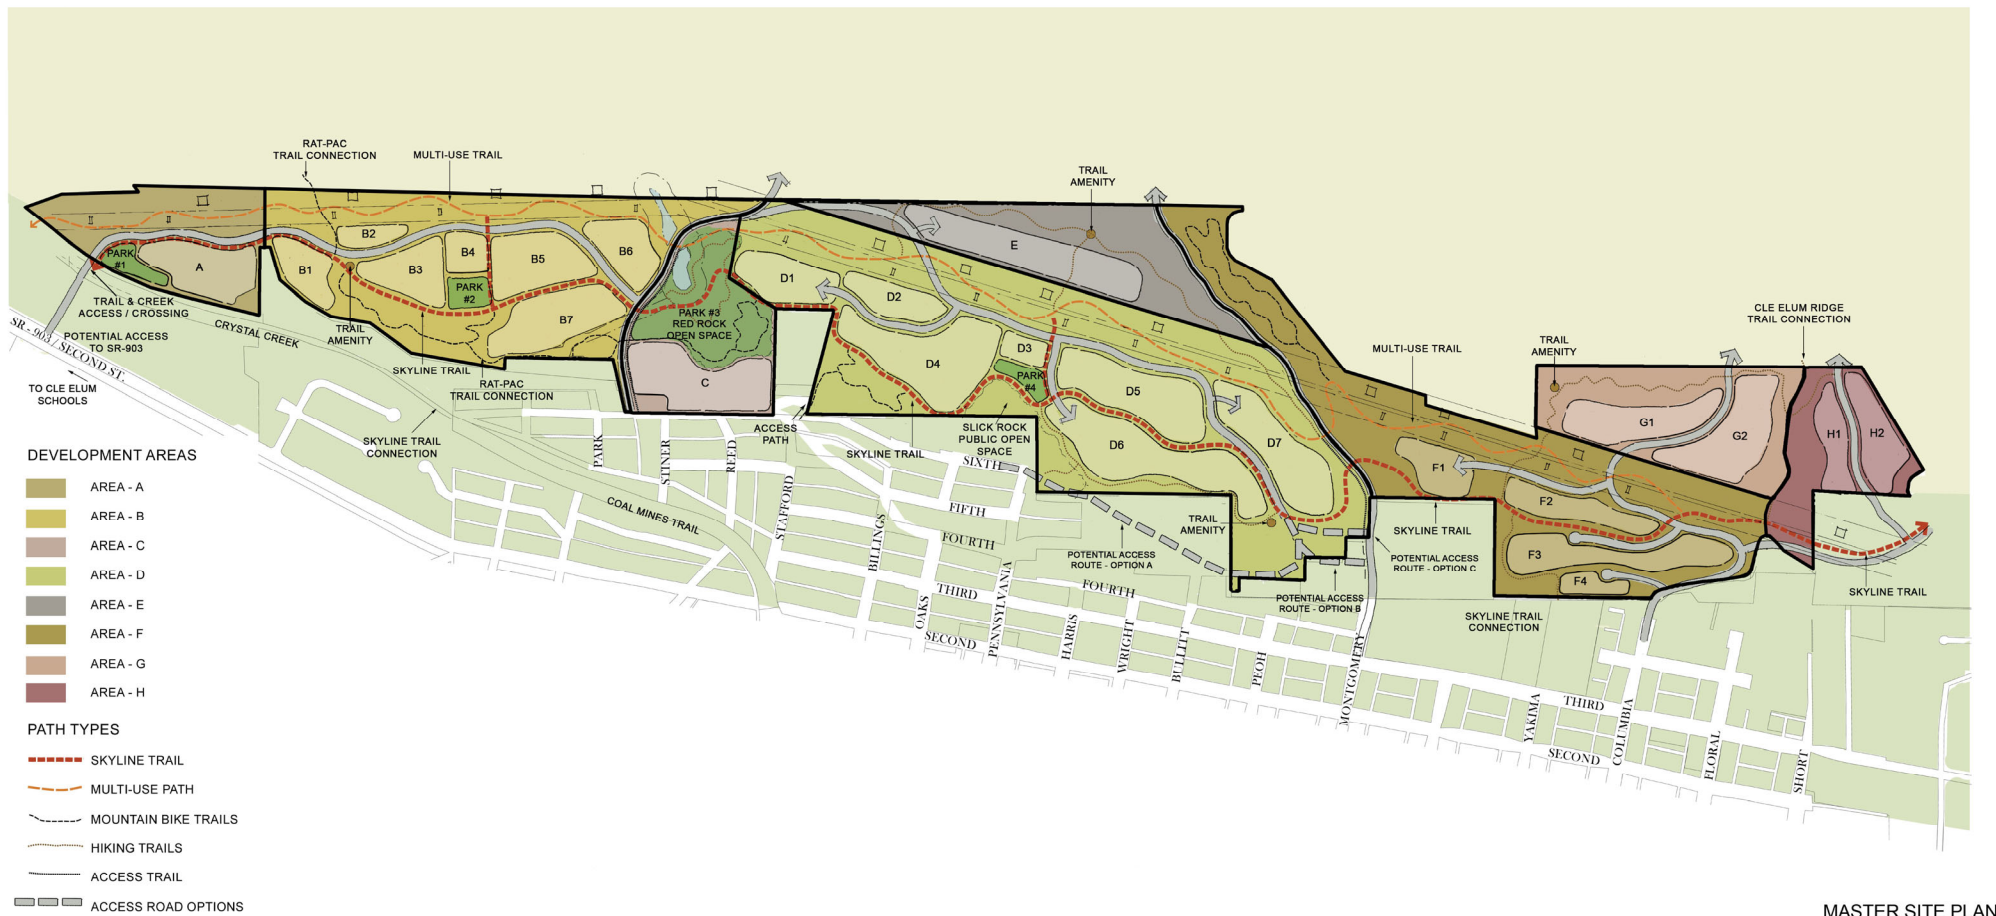 RAT-PAC
TRAIL CONNECTION
MULTI-USE TRAIL
TRAIL
AMENITY
B2
B4
B5
B6
PARK
#1
A
B1
B3
PARK
#2
B7
E
D1
D2
TRAIL & CREEK
ACCESS / CROSSING
POTENTIAL ACCESS
TO SR-903
SR - 903 / SECOND ST.
TO CLE ELUM
SCHOOLS
CRYSTAL CREEK
TRAIL
AMENITY
SKYLINE TRAIL
RAT-PAC
TRAIL CONNECTION
PARK #3
RED ROCK
OPEN SPACE
C
D3
D4
PARK
#4
D5
D6
D7
CLE ELUM RIDGE
TRAIL CONNECTION
TRAIL
AMENITY
MULTI-USE TRAIL
G1
G2
H1
H2
F1
F2
F3
F4
SKYLINE TRAIL
CONNECTION
ACCESS
PATH
SKYLINE TRAIL
SLICK ROCK
PUBLIC OPEN
SPACE
TRAIL
AMENITY
POTENTIAL ACCESS
ROUTE - OPTION A
POTENTIAL ACCESS
ROUTE - OPTION B
SKYLINE TRAIL
POTENTIAL ACCESS
ROUTE - OPTION C
SKYLINE TRAIL
CONNECTION
SKYLINE TRAIL
COAL MINES TRAIL
PARK
STINER
REED
STAFFORD
BILLINGS
OAKS
PENNSYLVANIA
HARRIS
WRIGHT
BULLITT
PEOH
MONTGOMERY
YAKIMA
COLUMBIA
FLORAL
SHORT
SIXTH
FIFTH
FOURTH
FOURTH
THIRD
SECOND
THIRD
SECOND
DEVELOPMENT AREAS
AREA - A
AREA - B
AREA - C
AREA - D
AREA - E
AREA - F
AREA - G
AREA - H
PATH TYPES
SKYLINE TRAIL
MULTI-USE PATH
MOUNTAIN BIKE TRAILS
HIKING TRAILS
ACCESS TRAIL
ACCESS ROAD OPTIONS
MASTER SITE PLAN